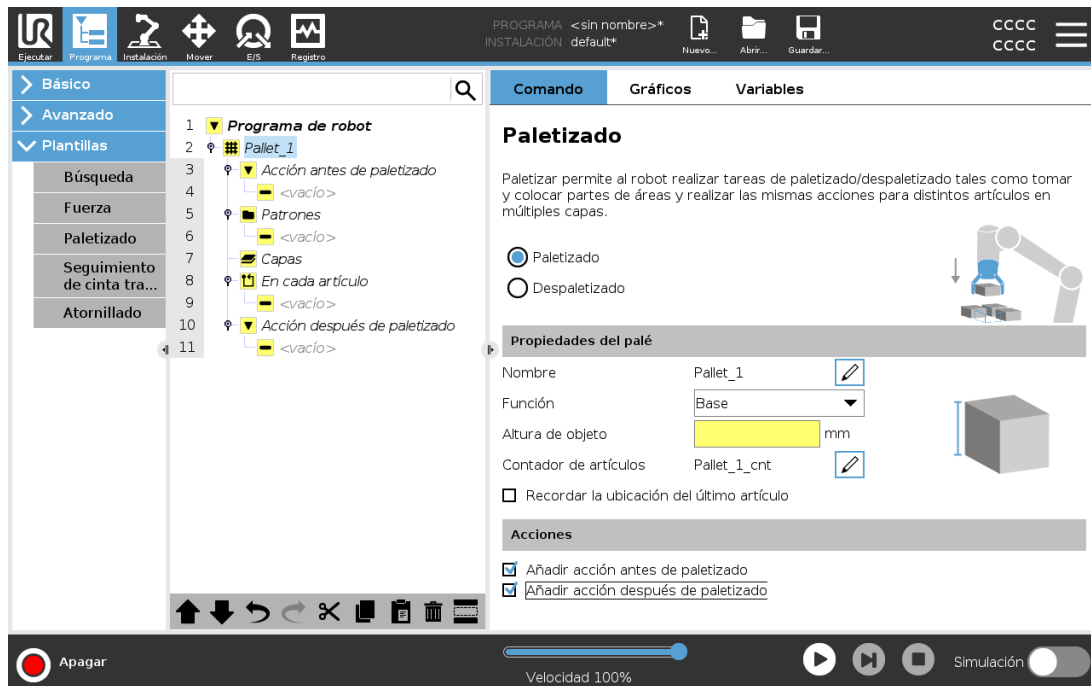 UR
PROGRAMA <sin nombre>*
INSTALACIÓN default*
CCCC
CCCC
Ejecutar Programa Instalación Mover E/S Registro Nuevo... Abrir... Guardar...
Básico
Avanzado
Plantillas
Búsqueda
Fuerza
Paletizado
Seguimiento
de cinta tra...
Atornillado
1 Programa de robot
2 Pallet_1
3 Acción antes de paletizado
4 <vacío>
5 Patrones
6 <vacío>
7 Capas
8 En cada artículo
9 <vacío>
10 Acción después de paletizado
11 <vacío>
Comando Gráficos Variables
Paletizado
Paletizar permite al robot realizar tareas de paletizado/despaletizado tales como tomar
y colocar partes de áreas y realizar las mismas acciones para distintos artículos en
múltiples capas.
Paletizado
Despaletizado
Propiedades del palé
Nombre Pallet_1
Función Base
Altura de objeto mm
Contador de artículos Pallet_1_cnt
Recordar la ubicación del último artículo
Acciones
Añadir acción antes de paletizado
Añadir acción después de paletizado
Apagar
Velocidad 100%
Simulación